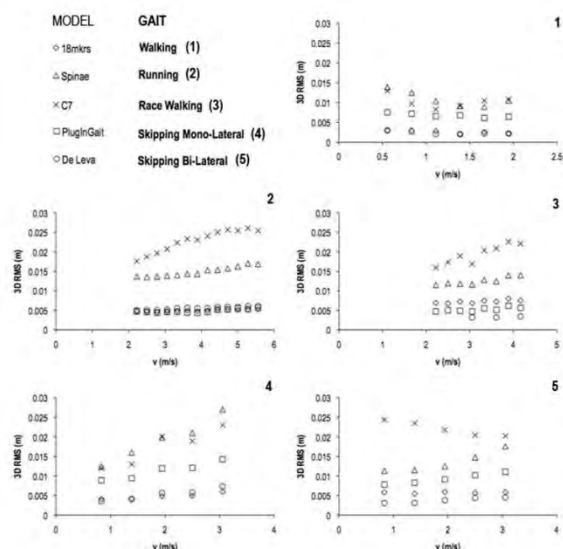 MODEL GAIT
18mkrs Walking (1)
Spinae Running (2)
C7 Race Walking (3)
PlugInGait Skipping Mono-Lateral (4)
De Leva Skipping Bi-Lateral (5)
1
3D RMS (m)
0.03
0.025
0.02
0.015
0.01
0.005
0
0 0.5 1 1.5 2 2.5
v (m/s)
2
3D RMS (m)
0.03
0.025
0.02
0.015
0.01
0.005
0
0 1 2 3 4 5 6
v (m/s)
3
3D RMS (m)
0.03
0.025
0.02
0.015
0.01
0.005
0
0 1 2 3 4 5
v (m/s)
4
3D RMS (m)
0.03
0.025
0.02
0.015
0.01
0.005
0
0 1 2 3 4
v (m/s)
5
3D RMS (m)
0.03
0.025
0.02
0.015
0.01
0.005
0
0 1 2 3 4
v (m/s)